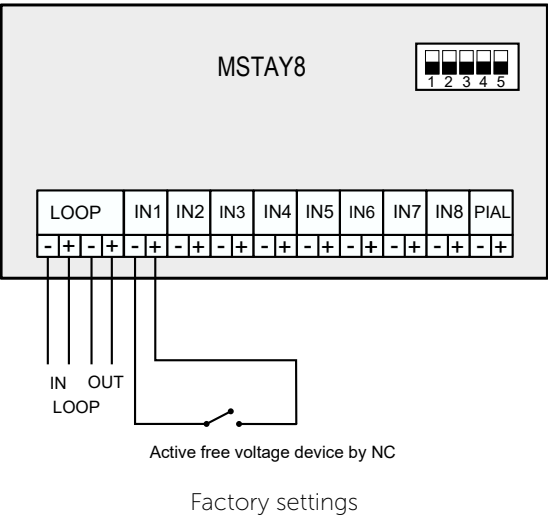 MSTAY8
1 2 3 4 5
LOOP IN1 IN2 IN3 IN4 IN5 IN6 IN7 IN8 PIAL
- + - + - + - + - + - + - + - + - + - + - +
IN OUT
LOOP
Active free voltage device by NC
Factory settings